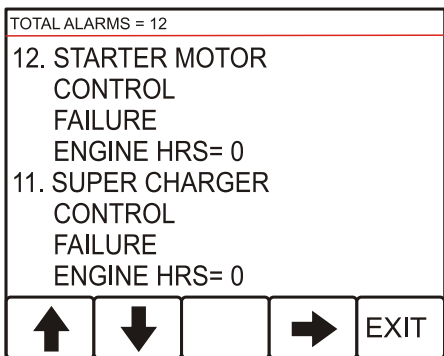 TOTAL ALARMS = 12
12. STARTER MOTOR
CONTROL
FAILURE
ENGINE HRS= 0
11. SUPER CHARGER
CONTROL
FAILURE
ENGINE HRS= 0
EXIT